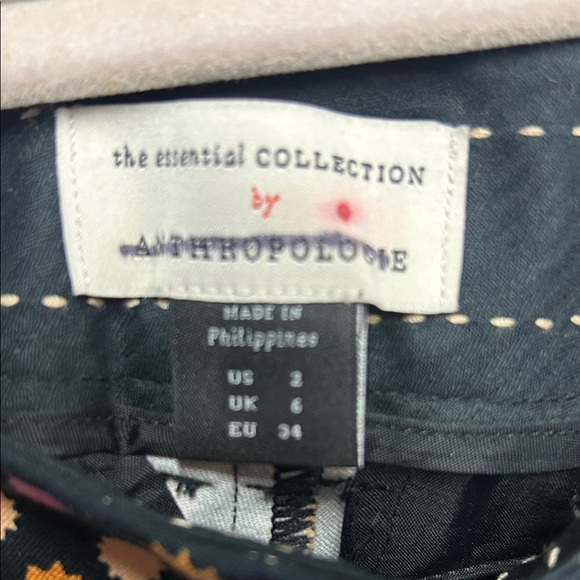 the essential COLLECTION
by
ANTHROPOLOGIE
MADE IN
Philippines
US 2
UK 6
EU 34